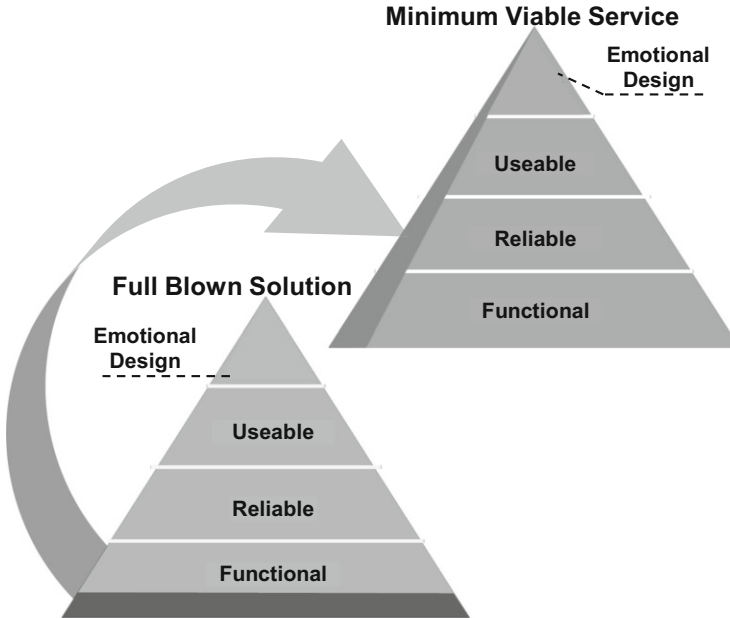 Minimum Viable Service
Emotional
Design
Useable
Reliable
Functional
Full Blown Solution
Emotional
Design
Useable
Reliable
Functional